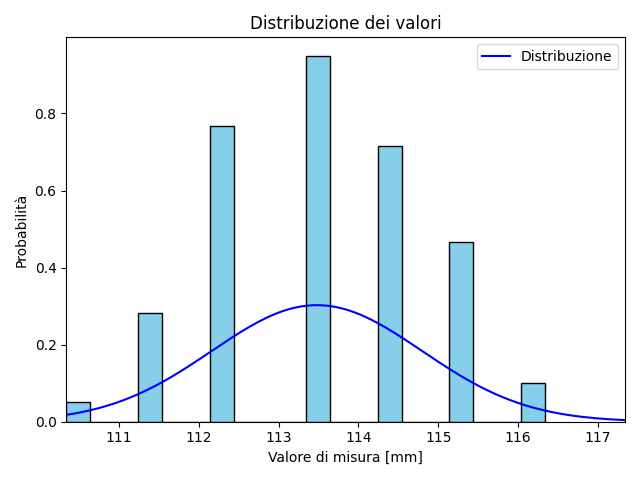 Distribuzione dei valori
Distribuzione
Probabilità
0.8
0.6
0.4
0.2
0.0
111 112 113 114 115 116 117
Valore di misura [mm]